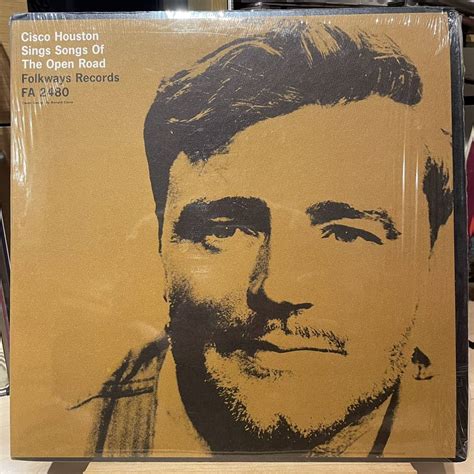 Cisco Houston
Sings Songs Of
The Open Road
Folkways Records
FA 2480